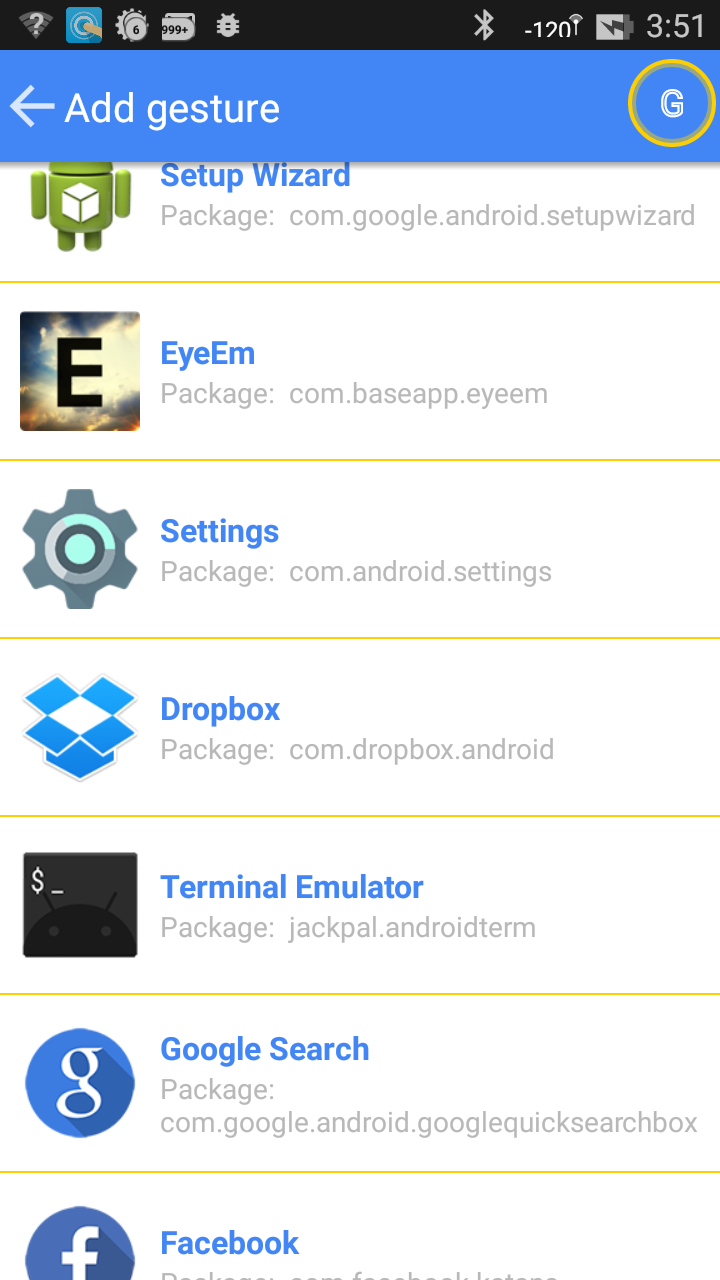 6
999+
-120
3:51
Add gesture
G
Setup Wizard
Package: com.google.android.setupwizard
E
EyeEm
Package: com.baseapp.eyeem
Settings
Package: com.android.settings
Dropbox
Package: com.dropbox.android
$_
Terminal Emulator
Package: jackpal.androidterm
g
Google Search
Package:
com.google.android.googlequicksearchbox
f
Facebook